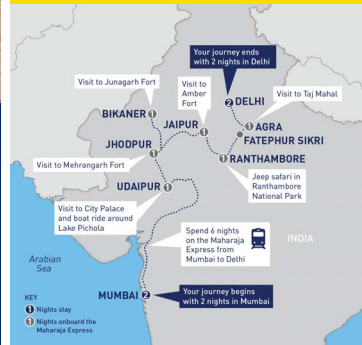 Your journey ends
with 2 nights in Delhi
Visit to Junagarh Fort
Visit to
Amber
Fort
2 DELHI
Visit to Taj Mahal
BIKANER 1
JAIPUR 1
1 AGRA
FATEPHUR SIKRI
JHODPUR
1
1 RANTHAMBORE
Visit to Mehrangarh Fort
UDAIPUR 1
Jeep safari in
Ranthambore
National Park
Visit to City Palace
and boat ride around
Lake Pichola
Spend 6 nights
on the Maharaja
Express from
Mumbai to Delhi
INDIA
Arabian
Sea
KEY
1 Nights stay
1 Nights onboard the
Maharaja Express
MUMBAI 2
Your journey begins
with 2 nights in Mumbai